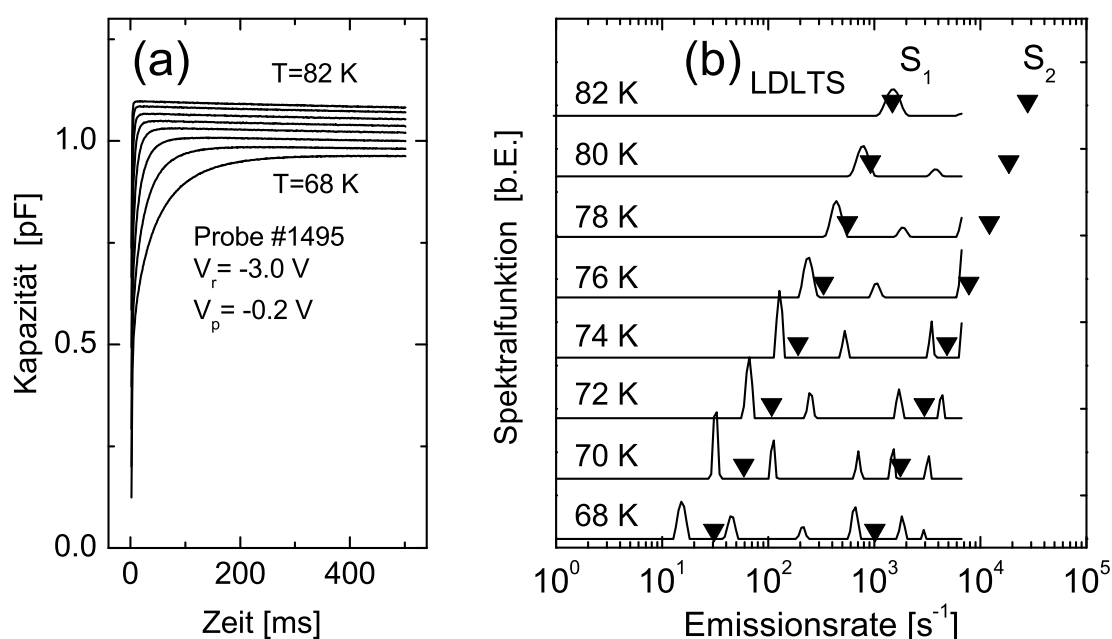 (a)
T=82 K
1.0
T=68 K
Probe #1495
Vr= -3.0 V
Vp= -0.2 V
0.5
0.0
0 200 400
Kapazität [pF]
Zeit [ms]
(b)
LDLTS
S1
S2
82 K
80 K
78 K
76 K
74 K
72 K
70 K
68 K
10^0 10^1 10^2 10^3 10^4 10^5
Spektralfunktion [b.E.]
Emissionsrate [s^-1]